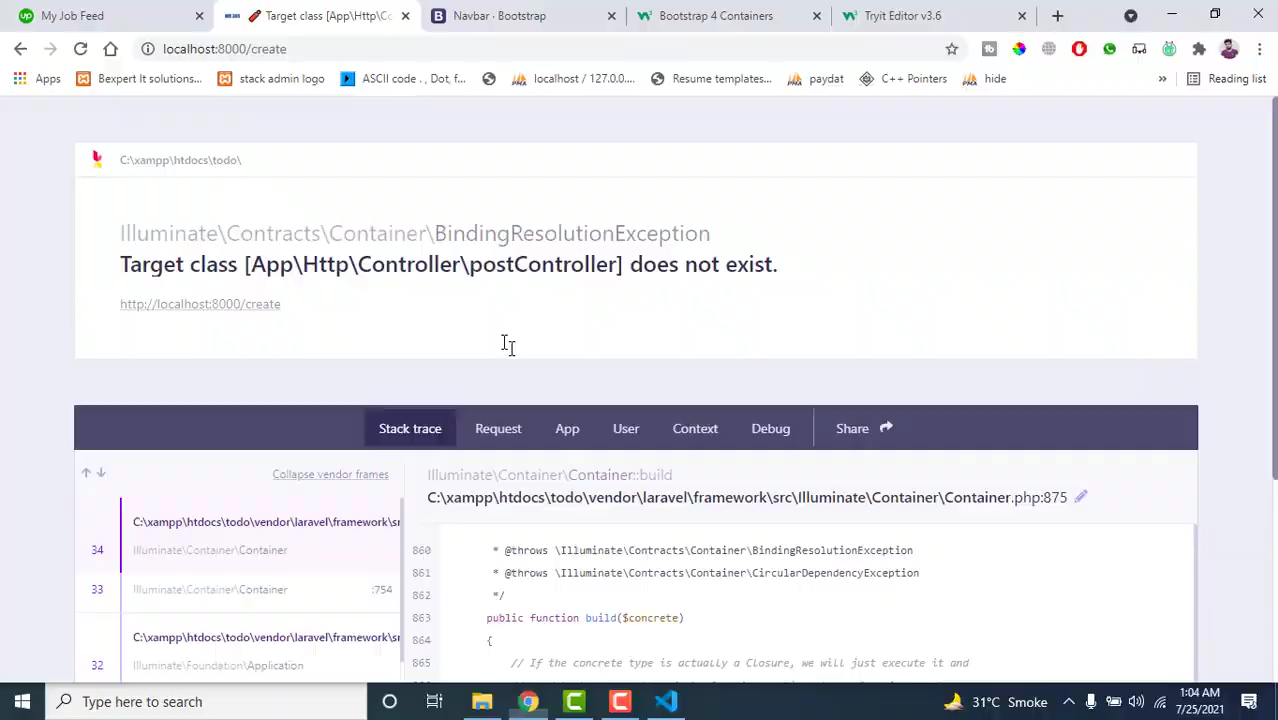 My Job Feed
Target class [App\Http\Co
Navbar · Bootstrap
Bootstrap 4 Containers
Tryit Editor v3.6
localhost:8000/create
Apps
Bexpert It solutions...
stack admin logo
ASCII code . , Dot, f...
localhost / 127.0.0....
Resume templates...
paydat
C++ Pointers
hide
Reading list
C:\xampp\htdocs\todo\
Illuminate\Contracts\Container\BindingResolutionException
Target class [App\Http\Controller\postController] does not exist.
http://localhost:8000/create
Stack trace
Request
App
User
Context
Debug
Share
Collapse vendor frames
Illuminate\Container\Container::build
C:\xampp\htdocs\todo\vendor\laravel\framework\src\Illuminate\Container\Container.php:875
C:\xampp\htdocs\todo\vendor\laravel\framework\sr
34 Illuminate\Container\Container
33 Illuminate\Container\Container :754
C:\xampp\htdocs\todo\vendor\laravel\framework\sr
32 Illuminate\Foundation\Application
860 * @throws \Illuminate\Contracts\Container\BindingResolutionException
861 * @throws \Illuminate\Contracts\Container\CircularDependencyException
862 */
863 public function build($concrete)
864 {
865 // If the concrete type is actually a Closure, we will just execute it and
Type here to search
31°C Smoke
1:04 AM
7/25/2021